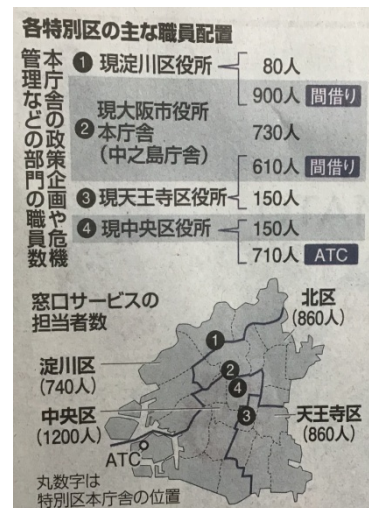 各特別区の主な職員配置
本庁舎の政策企画や危機
管理などの部門の職員数
❶ 現淀川区役所
80人
900人 間借り
❷ 現大阪市役所
本庁舎
(中之島庁舎)
730人
610人 間借り
❸ 現天王寺区役所
150人
❹ 現中央区役所
150人
710人 ATC
窓口サービスの
担当者数
北区
(860人)
淀川区
(740人)
中央区
(1200人)
天王寺区
(860人)
❶
❷
❹
❸
ATC
丸数字は
特別区本庁舎の位置